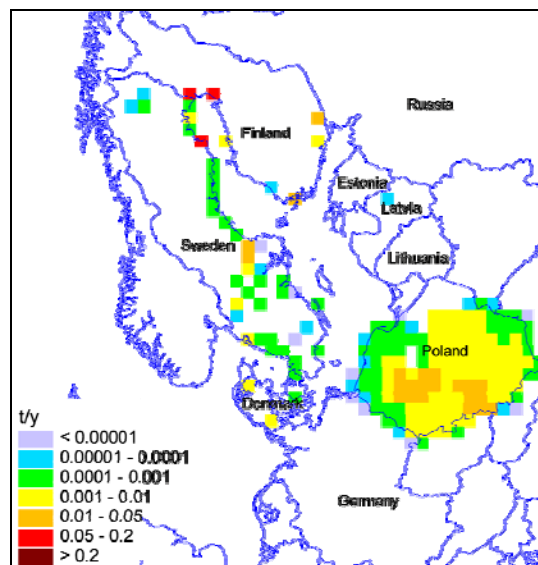 Russia
Finland
Estonia
Latvia
Sweden
Lithuania
Poland
Denmark
Germany
t/y
< 0.00001
0.00001 - 0.0001
0.0001 - 0.001
0.001 - 0.01
0.01 - 0.05
0.05 - 0.2
> 0.2